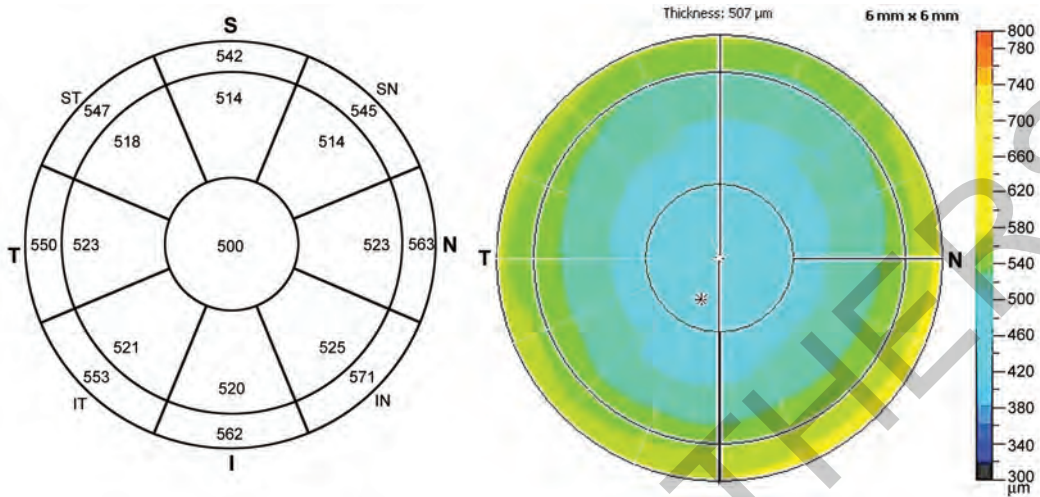 S
542
ST
SN
547
545
514
518
514
T
550
523
500
523
563
N
521
525
553
571
520
IT
IN
562
I
Thickness: 507 µm
6 mm x 6 mm
T
N
800
780
740
700
660
620
580
540
500
460
420
380
340
300
µm
THERS